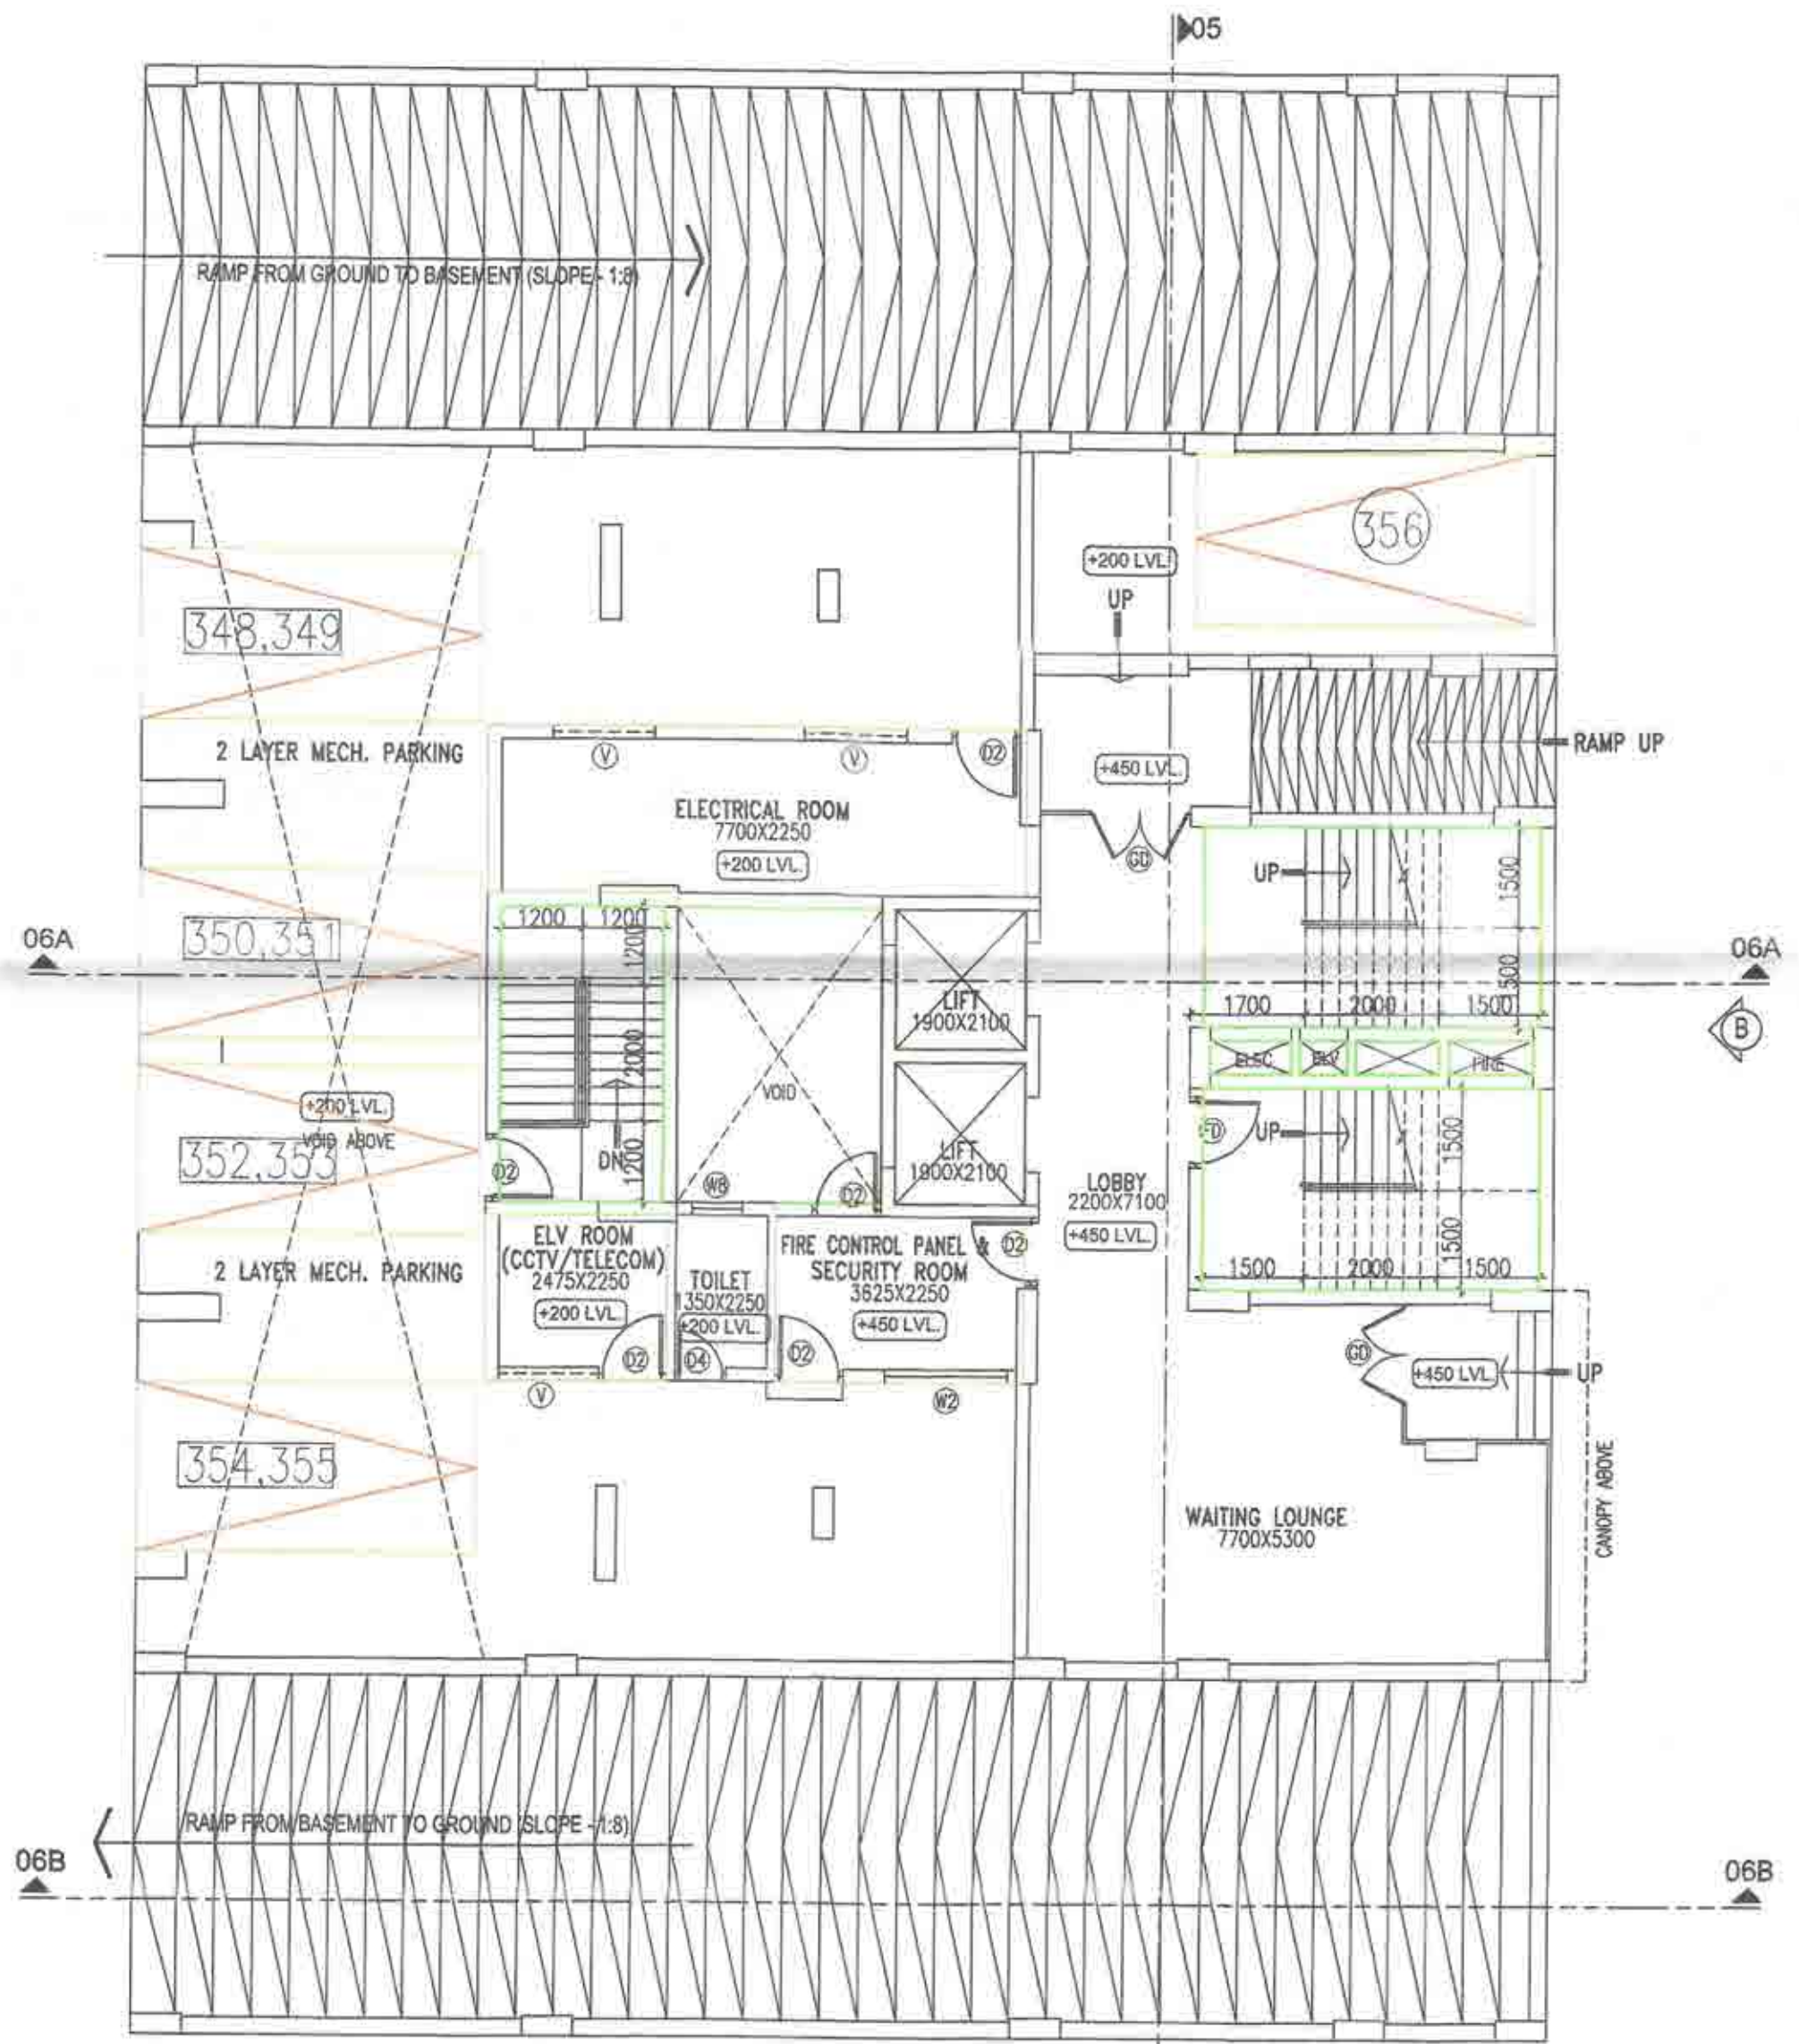 05
RAMP FROM GROUND TO BASEMENT (SLOPE - 1:8)
356
+200 LVL.
UP
348,349
2 LAYER MECH. PARKING
V
V
D2
+450 LVL.
RAMP UP
ELECTRICAL ROOM
7700X2250
+200 LVL.
GD
UP
1500
1200
1200
1200
350,351
06A
06A
LIFT
1900X2100
1500
1700
2000
1500
B
2000
ELEC
ELV
FIRE
VOID
+200 LVL.
VOID ABOVE
352,353
D2
DN
1200
W8
D2
LIFT
1900X2100
FD
UP
1500
LOBBY
2200X7100
+450 LVL.
1500
1500
2000
1500
2 LAYER MECH. PARKING
ELV ROOM
(CCTV/TELECOM)
2475X2250
+200 LVL.
TOILET
1350X2250
+200 LVL.
FIRE CONTROL PANEL &
SECURITY ROOM
3625X2250
+450 LVL.
D2
D2
D4
D2
V
W2
GD
+450 LVL.
UP
354,355
CANOPY ABOVE
WAITING LOUNGE
7700X5300
RAMP FROM BASEMENT TO GROUND (SLOPE - 1:8)
06B
06B